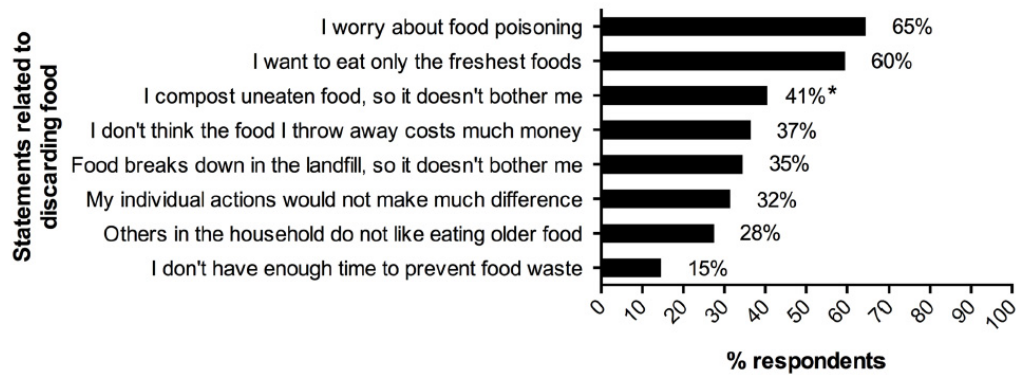 Statements related to
discarding food
I worry about food poisoning 65%
I want to eat only the freshest foods 60%
I compost uneaten food, so it doesn't bother me 41%*
I don't think the food I throw away costs much money 37%
Food breaks down in the landfill, so it doesn't bother me 35%
My individual actions would not make much difference 32%
Others in the household do not like eating older food 28%
I don't have enough time to prevent food waste 15%
0 10 20 30 40 50 60 70 80 90 100
% respondents